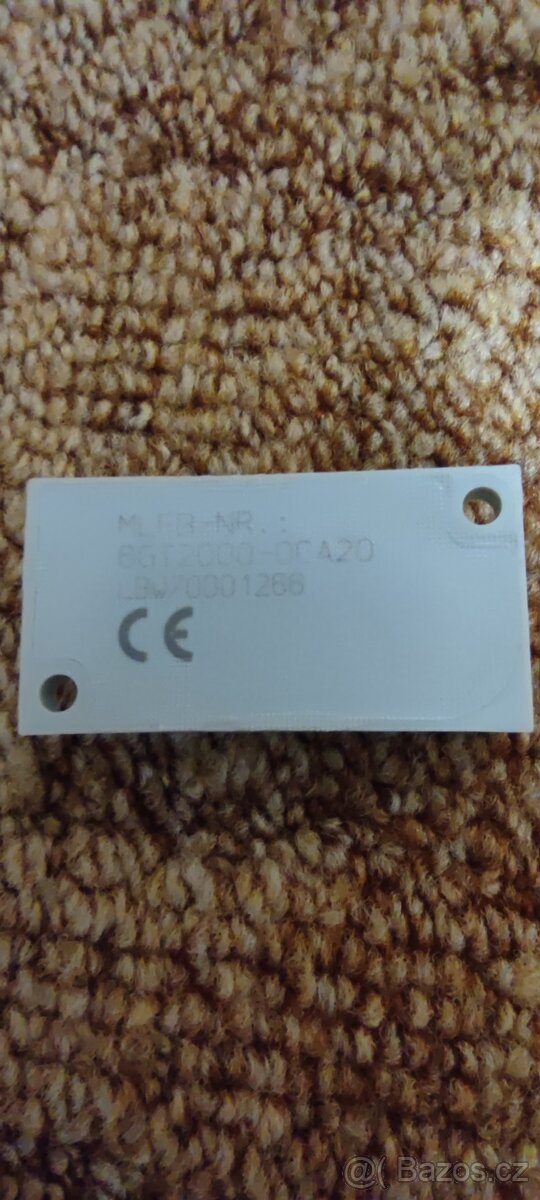 MLFB-NR.:
6GT2000-0CA20
LBW/0001266
CE
@( Bazos.cz